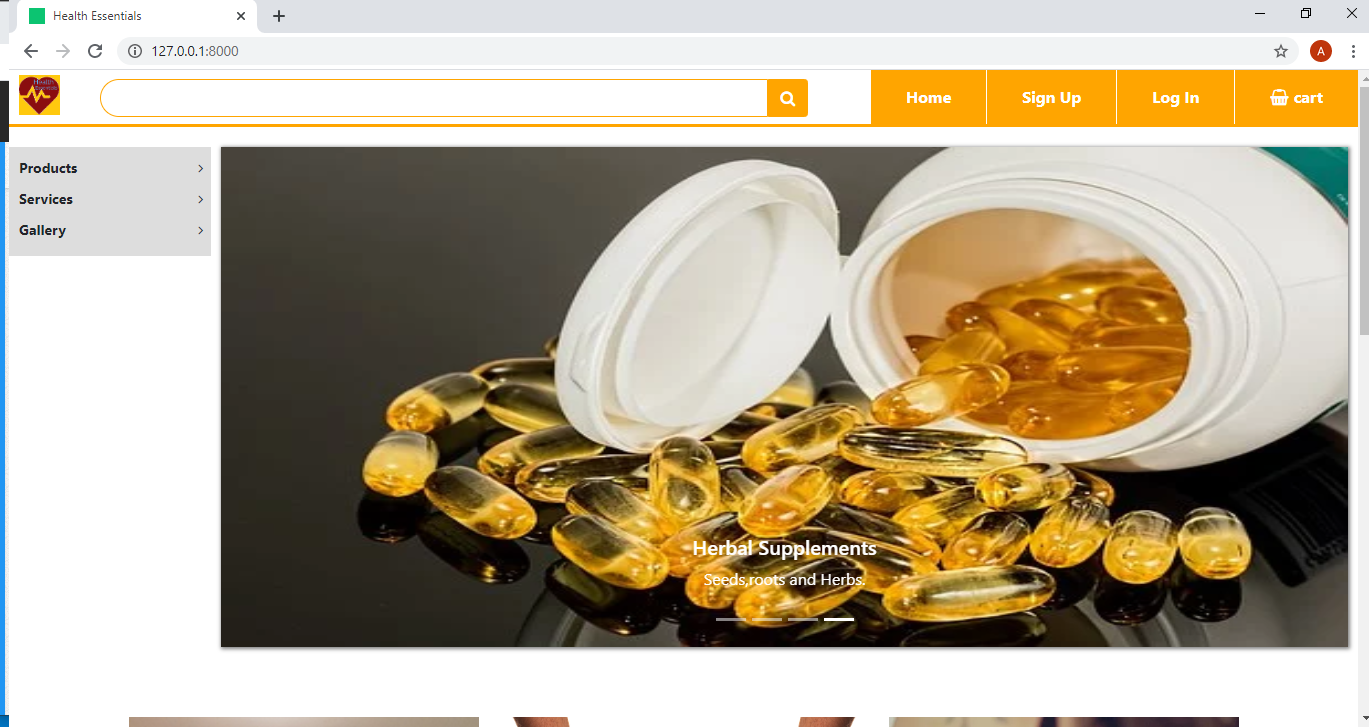 Health Essentials
127.0.0.1:8000
A
Health
Home
Sign Up
Log In
cart
Products
Services
Gallery
Herbal Supplements
Seeds,roots and Herbs.